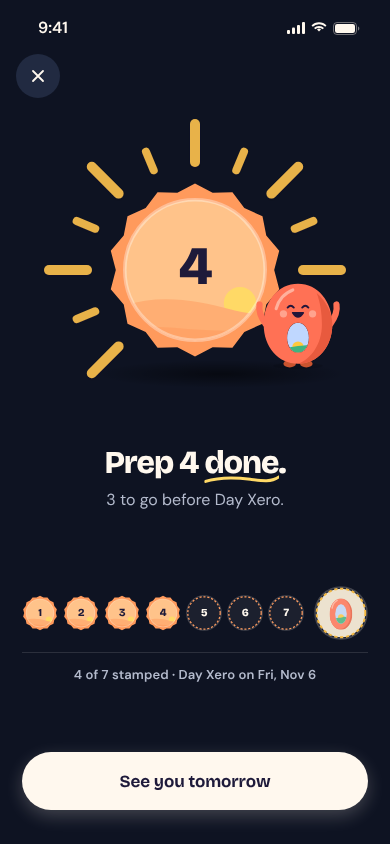 9:41
4
Prep 4 done.
3 to go before Day Xero.
1 2 3 4 5 6 7
4 of 7 stamped · Day Xero on Fri, Nov 6
See you tomorrow